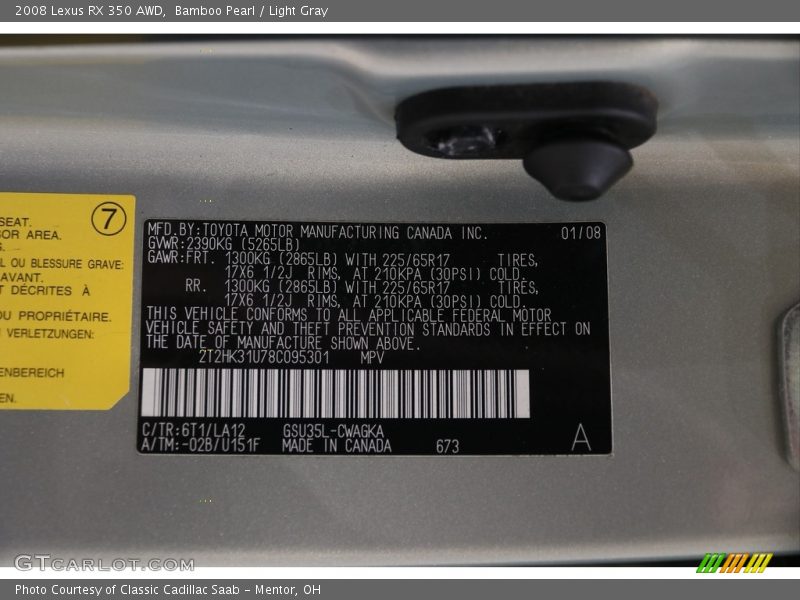 2008 Lexus RX 350 AWD, Bamboo Pearl / Light Gray
7
SEAT.
SOR AREA.
L OU BLESSURE GRAVE:
AVANT.
T DÉCRITES À
OU PROPRIÉTAIRE.
VERLETZUNGEN:
ENBEREICH
EN.
MFD.BY:TOYOTA MOTOR MANUFACTURING CANADA INC. 01/08
GVWR:2390KG (5265LB)
GAWR:FRT. 1300KG (2865LB) WITH 225/65R17 TIRES,
17X6 1/2J RIMS, AT 210KPA (30PSI) COLD.
RR. 1300KG (2865LB) WITH 225/65R17 TIRES,
17X6 1/2J RIMS, AT 210KPA (30PSI) COLD.
THIS VEHICLE CONFORMS TO ALL APPLICABLE FEDERAL MOTOR
VEHICLE SAFETY AND THEFT PREVENTION STANDARDS IN EFFECT ON
THE DATE OF MANUFACTURE SHOWN ABOVE.
2T2HK31U78C095301 MPV
C/TR:6T1/LA12 GSU35L-CWAGKA
A/TM:-02B/U151F MADE IN CANADA 673 A
GTCarLot.com
Photo Courtesy of Classic Cadillac Saab - Mentor, OH